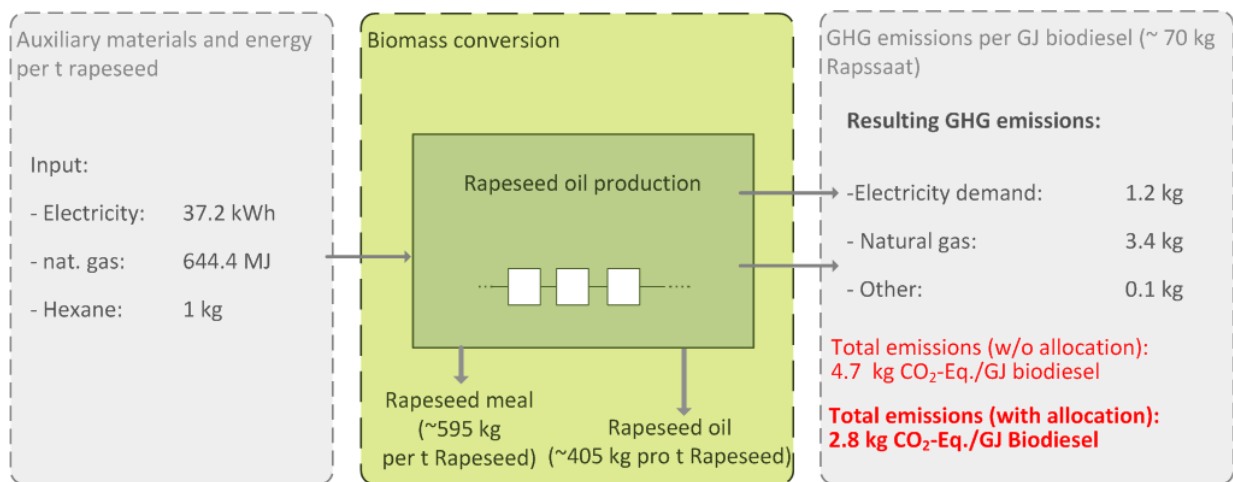 Auxiliary materials and energy
per t rapeseed
Input:
- Electricity: 37.2 kWh
- nat. gas: 644.4 MJ
- Hexane: 1 kg
Biomass conversion
Rapeseed oil production
Rapeseed meal
(~595 kg
per t Rapeseed)
Rapeseed oil
(~405 kg pro t Rapeseed)
GHG emissions per GJ biodiesel (~ 70 kg
Rapssaat)
Resulting GHG emissions:
-Electricity demand: 1.2 kg
- Natural gas: 3.4 kg
- Other: 0.1 kg
Total emissions (w/o allocation):
4.7 kg CO₂-Eq./GJ biodiesel
Total emissions (with allocation):
2.8 kg CO₂-Eq./GJ Biodiesel